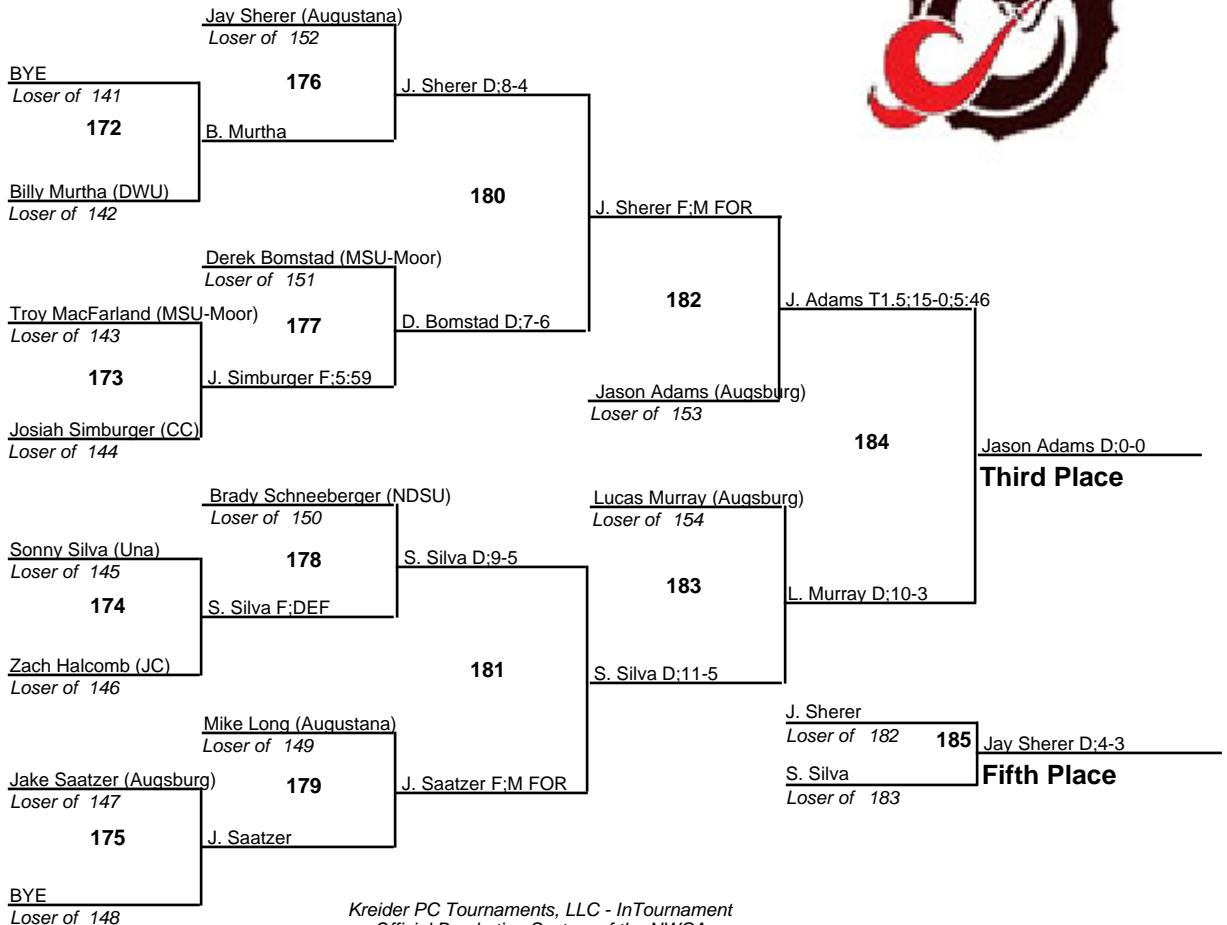 Jay Sherer (Augustana)
Loser of 152
BYE
Loser of 141
176
J. Sherer D;8-4
172
B. Murtha
Billy Murtha (DWU)
Loser of 142
180
J. Sherer F;M FOR
Derek Bomstad (MSU-Moor)
Loser of 151
Troy MacFarland (MSU-Moor)
Loser of 143
177
D. Bomstad D;7-6
182
J. Adams T1.5;15-0;5:46
173
J. Simburger F;5:59
Jason Adams (Augsburg)
Loser of 153
Josiah Simburger (CC)
Loser of 144
184
Jason Adams D;0-0
Third Place
Brady Schneeberger (NDSU)
Loser of 150
Lucas Murray (Augsburg)
Loser of 154
Sonny Silva (Una)
Loser of 145
178
S. Silva D;9-5
183
174
S. Silva F;DEF
L. Murray D;10-3
Zach Halcomb (JC)
Loser of 146
181
S. Silva D;11-5
Mike Long (Augustana)
Loser of 149
J. Sherer
Loser of 182
185
Jay Sherer D;4-3
Fifth Place
S. Silva
Loser of 183
Jake Saatzer (Augsburg)
Loser of 147
179
J. Saatzer F;M FOR
175
J. Saatzer
BYE
Loser of 148
Kreider PC Tournaments, LLC - InTournament